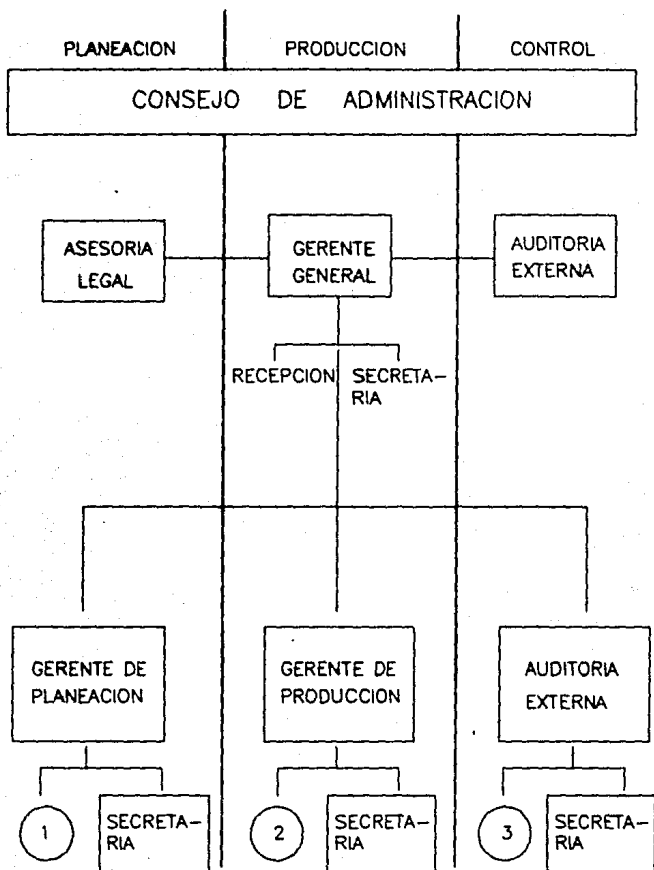 PLANEACION PRODUCCION CONTROL
CONSEJO DE ADMINISTRACION
ASESORIA
LEGAL
GERENTE
GENERAL
AUDITORIA
EXTERNA
RECEPCION
SECRETA-
RIA
GERENTE DE
PLANEACION
GERENTE DE
PRODUCCION
AUDITORIA
EXTERNA
1
SECRETA-
RIA
2
SECRETA-
RIA
3
SECRETA-
RIA